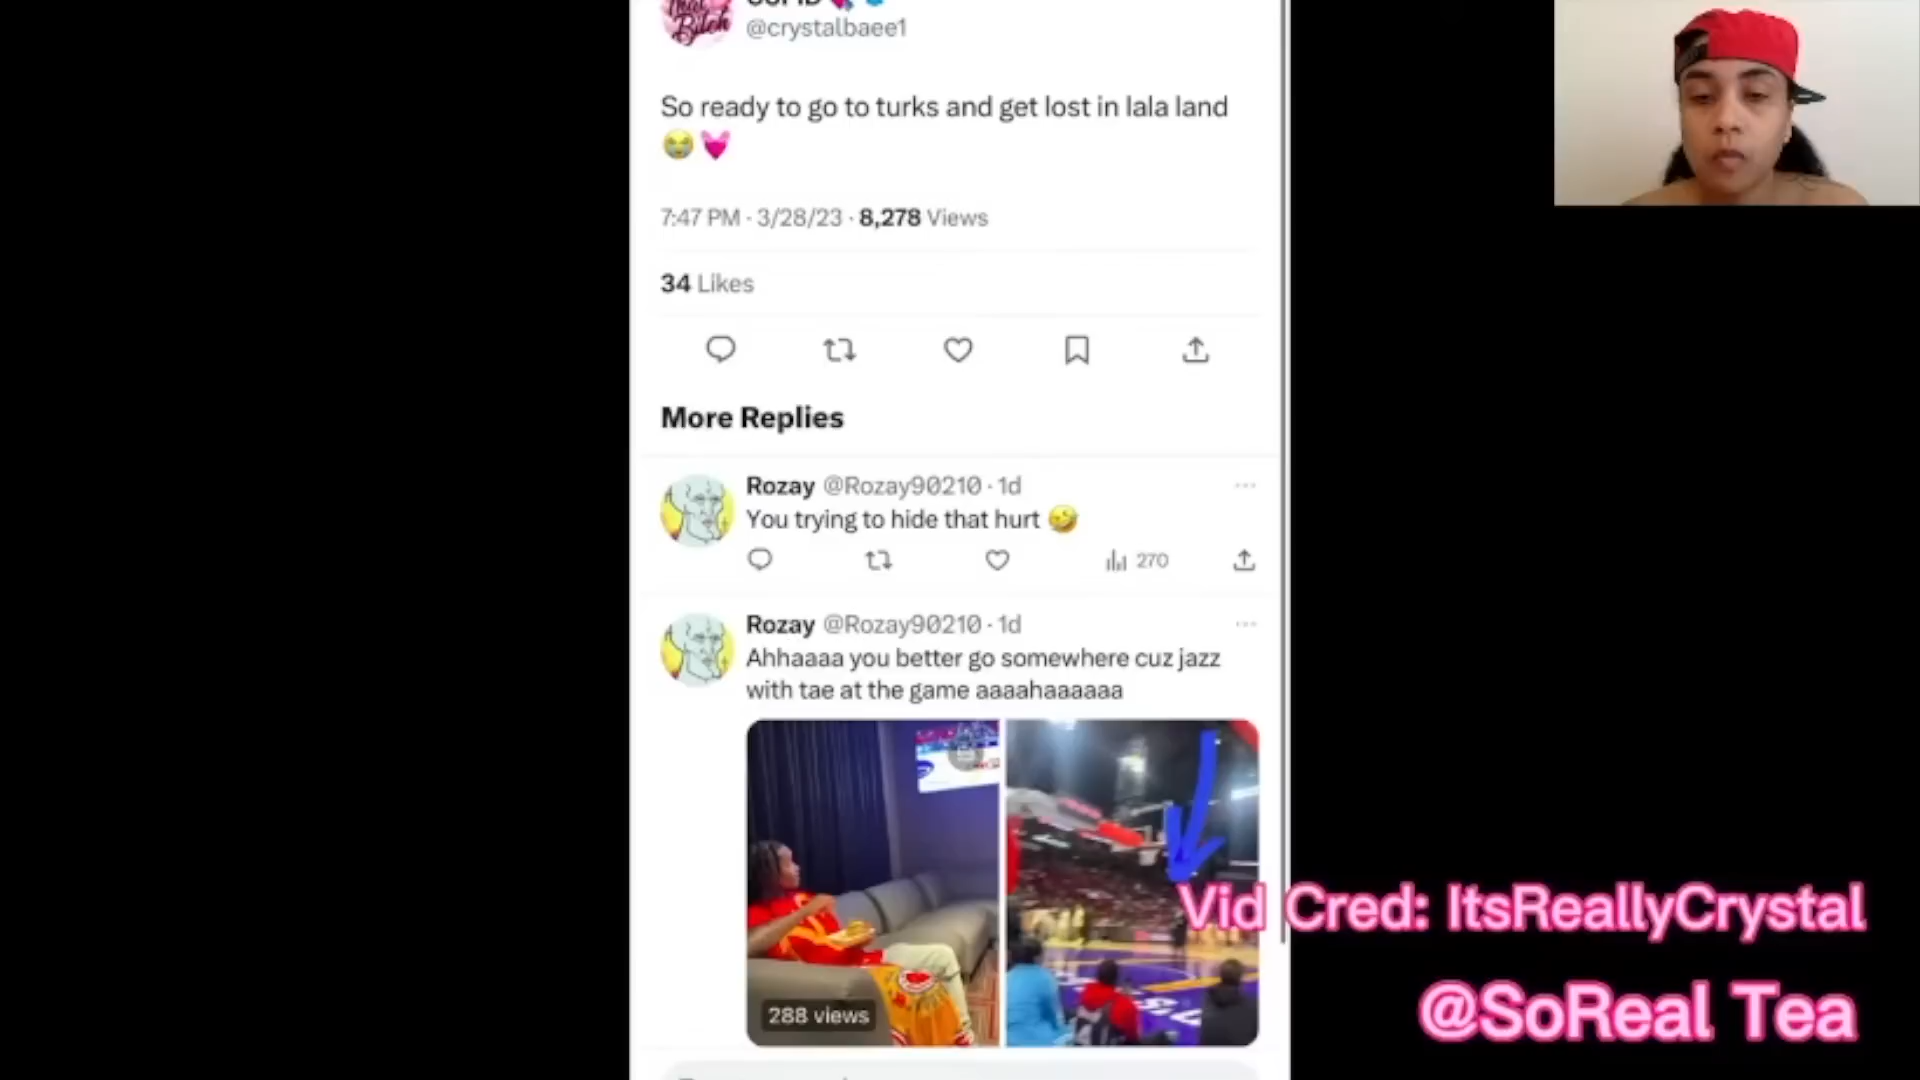 That
Bitch
@crystalbaee1
So ready to go to turks and get lost in lala land
😭💓
7:47 PM · 3/28/23 · 8,278 Views
34 Likes
More Replies
Rozay @Rozay90210 · 1d
You trying to hide that hurt 🤣
270
Rozay @Rozay90210 · 1d
Ahhaaaa you better go somewhere cuz jazz
with tae at the game aaaahaaaaaa
288 views
Vid Cred: ItsReallyCrystal
@SoReal Tea